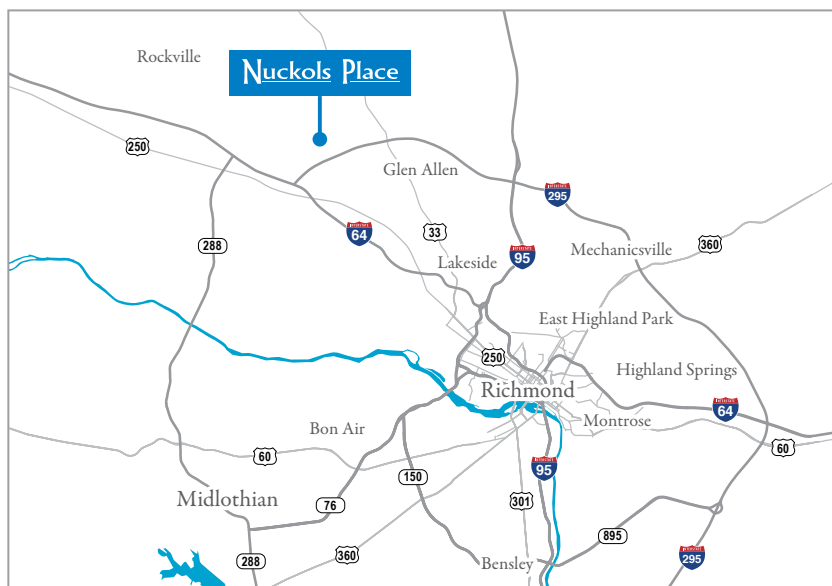 Rockville
Nuckols Place
250
Glen Allen
295
288
64
33
360
Mechanicsville
95
Lakeside
East Highland Park
250
Highland Springs
Richmond
64
Montrose
Bon Air
60
60
95
150
Midlothian
76
301
895
360
288
Bensley
295